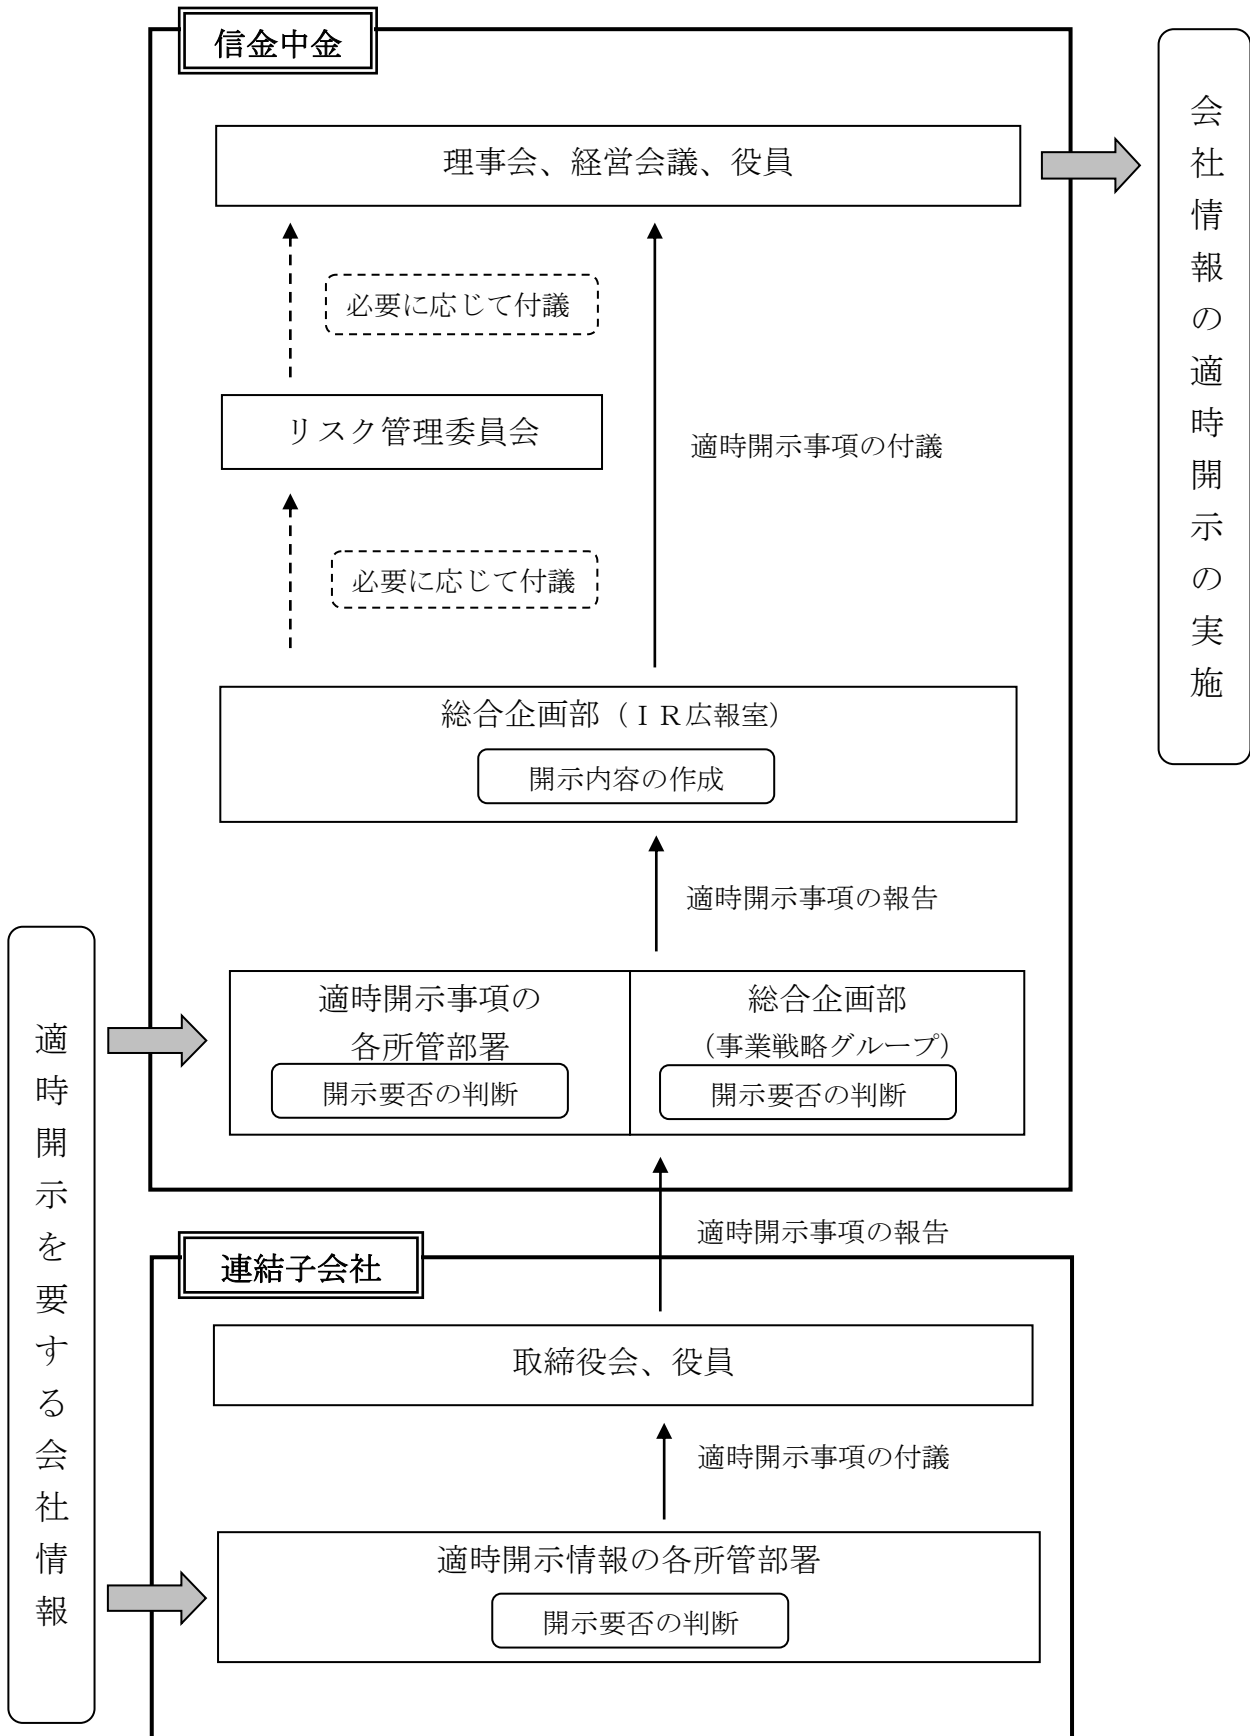 信金中金
理事会、経営会議、役員
必要に応じて付議
リスク管理委員会
適時開示事項の付議
必要に応じて付議
総合企画部（ＩＲ広報室）
開示内容の作成
適時開示事項の報告
適時開示事項の
各所管部署
開示要否の判断
総合企画部
（事業戦略グループ）
開示要否の判断
適時開示事項の報告
連結子会社
取締役会、役員
適時開示事項の付議
適時開示情報の各所管部署
開示要否の判断
適時開示を要する会社情報
会社情報の適時開示の実施